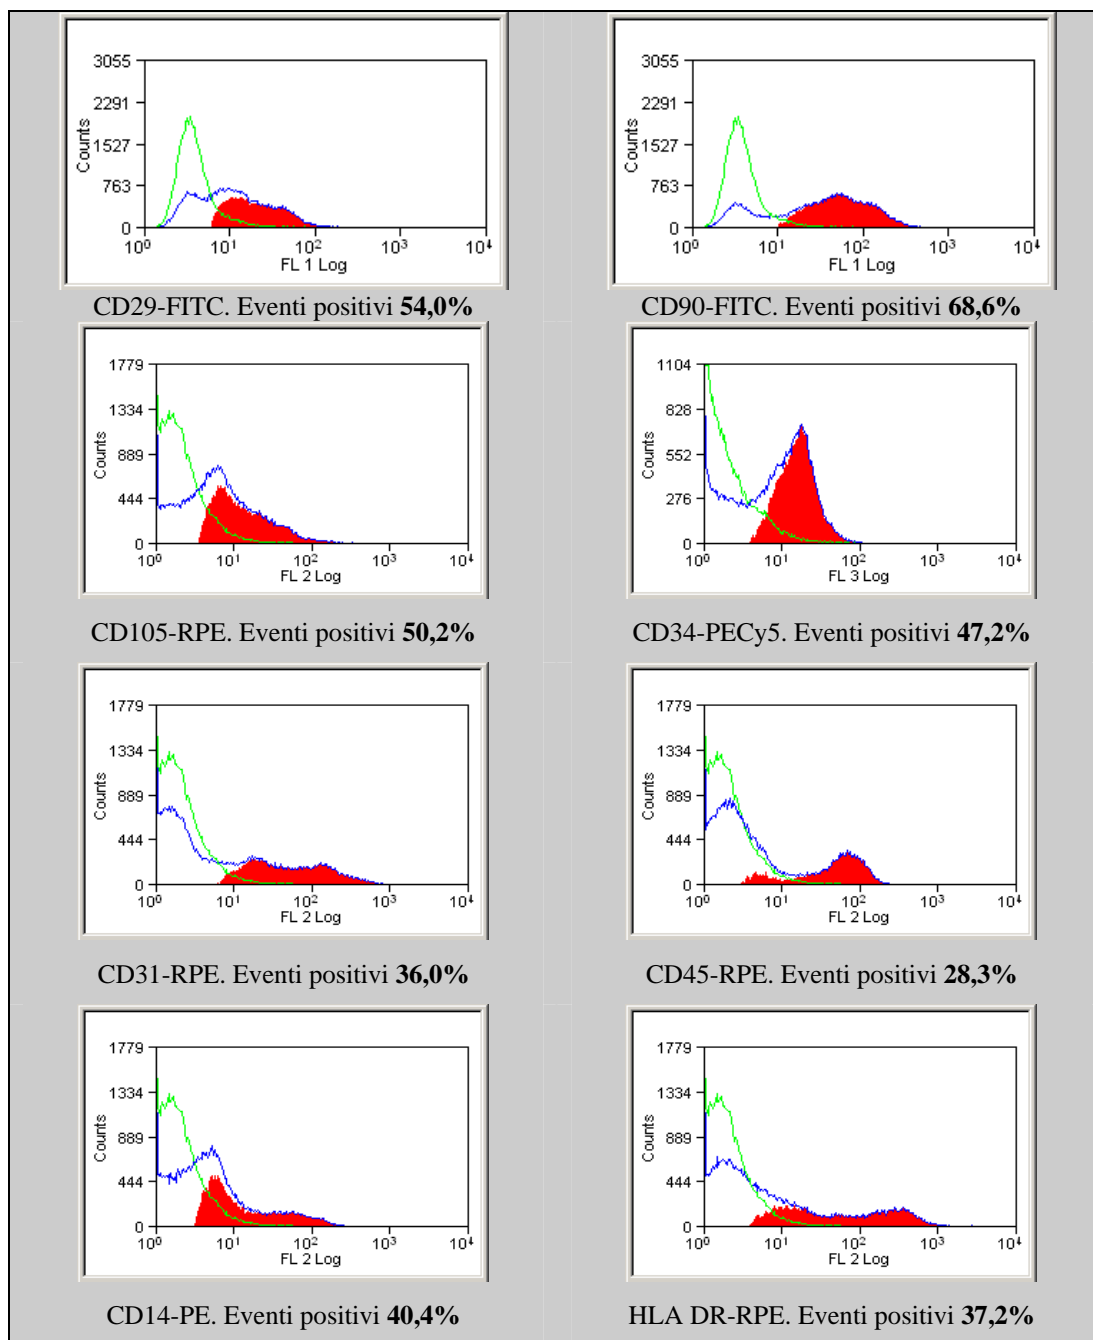 3055
2291
1527
763
0
Counts
10⁰ 10¹ 10² 10³ 10⁴
FL 1 Log
CD29-FITC. Eventi positivi 54,0%
3055
2291
1527
763
0
Counts
10⁰ 10¹ 10² 10³ 10⁴
FL 1 Log
CD90-FITC. Eventi positivi 68,6%
1779
1334
889
444
0
Counts
10⁰ 10¹ 10² 10³ 10⁴
FL 2 Log
CD105-RPE. Eventi positivi 50,2%
1104
828
552
276
0
Counts
10⁰ 10¹ 10² 10³ 10⁴
FL 3 Log
CD34-PECy5. Eventi positivi 47,2%
1779
1334
889
444
0
Counts
10⁰ 10¹ 10² 10³ 10⁴
FL 2 Log
CD31-RPE. Eventi positivi 36,0%
1779
1334
889
444
0
Counts
10⁰ 10¹ 10² 10³ 10⁴
FL 2 Log
CD45-RPE. Eventi positivi 28,3%
1779
1334
889
444
0
Counts
10⁰ 10¹ 10² 10³ 10⁴
FL 2 Log
CD14-PE. Eventi positivi 40,4%
1779
1334
889
444
0
Counts
10⁰ 10¹ 10² 10³ 10⁴
FL 2 Log
HLA DR-RPE. Eventi positivi 37,2%